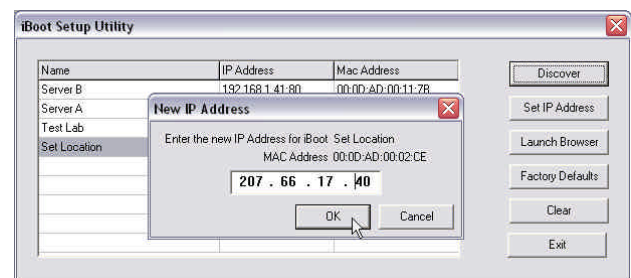 iBoot Setup Utility
Name IP Address Mac Address
Server B 192.168.1.41:80 00:0D:AD:00:11:7B
Server A
Test Lab
Set Location
New IP Address
Enter the new IP Address for iBoot Set Location
MAC Address 00:0D:AD:00:02:CE
207 . 66 . 17 . 40
OK Cancel
Discover
Set IP Address
Launch Browser
Factory Defaults
Clear
Exit